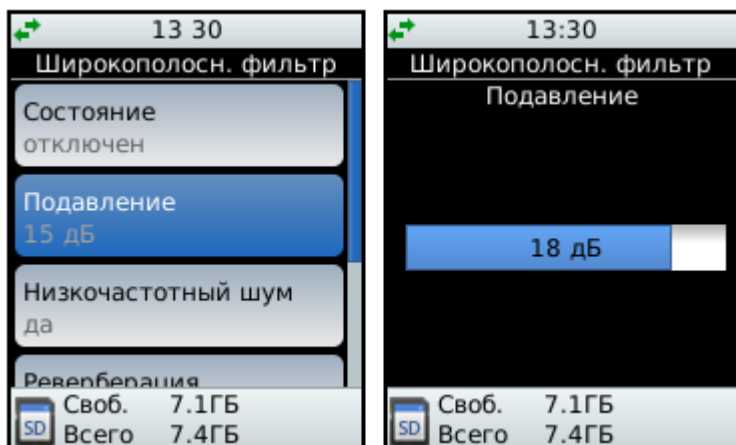 13 30
Широкополосн. фильтр
Состояние
отключен
Подавление
15 дБ
Низкочастотный шум
да
Реверберация
SD
Своб. 7.1ГБ
Всего 7.4ГБ
13:30
Широкополосн. фильтр
Подавление
18 дБ
SD
Своб. 7.1ГБ
Всего 7.4ГБ